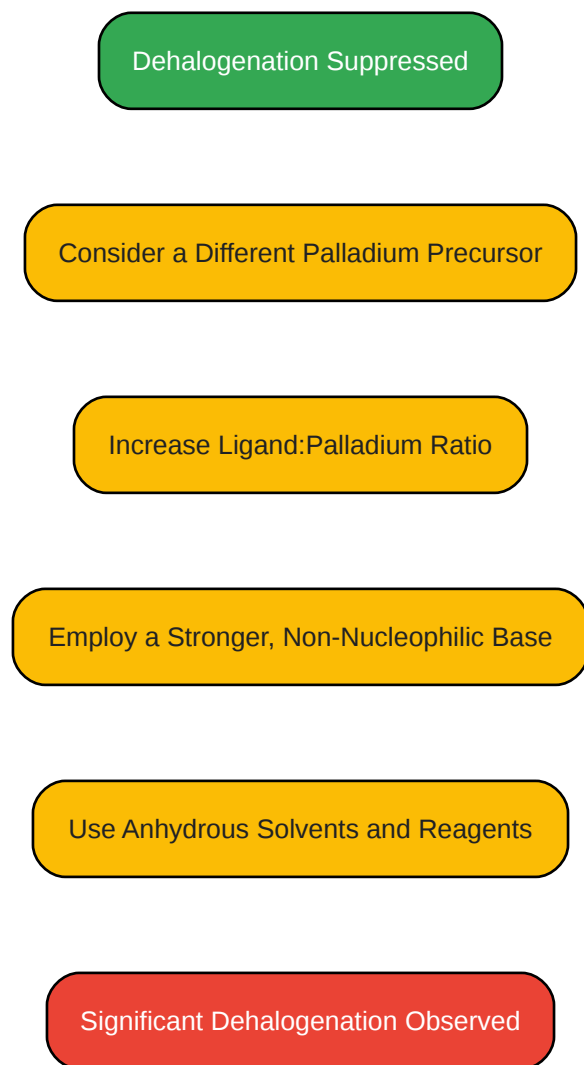 Dehalogenation Suppressed
Consider a Different Palladium Precursor
Increase Ligand:Palladium Ratio
Employ a Stronger, Non-Nucleophilic Base
Use Anhydrous Solvents and Reagents
Significant Dehalogenation Observed